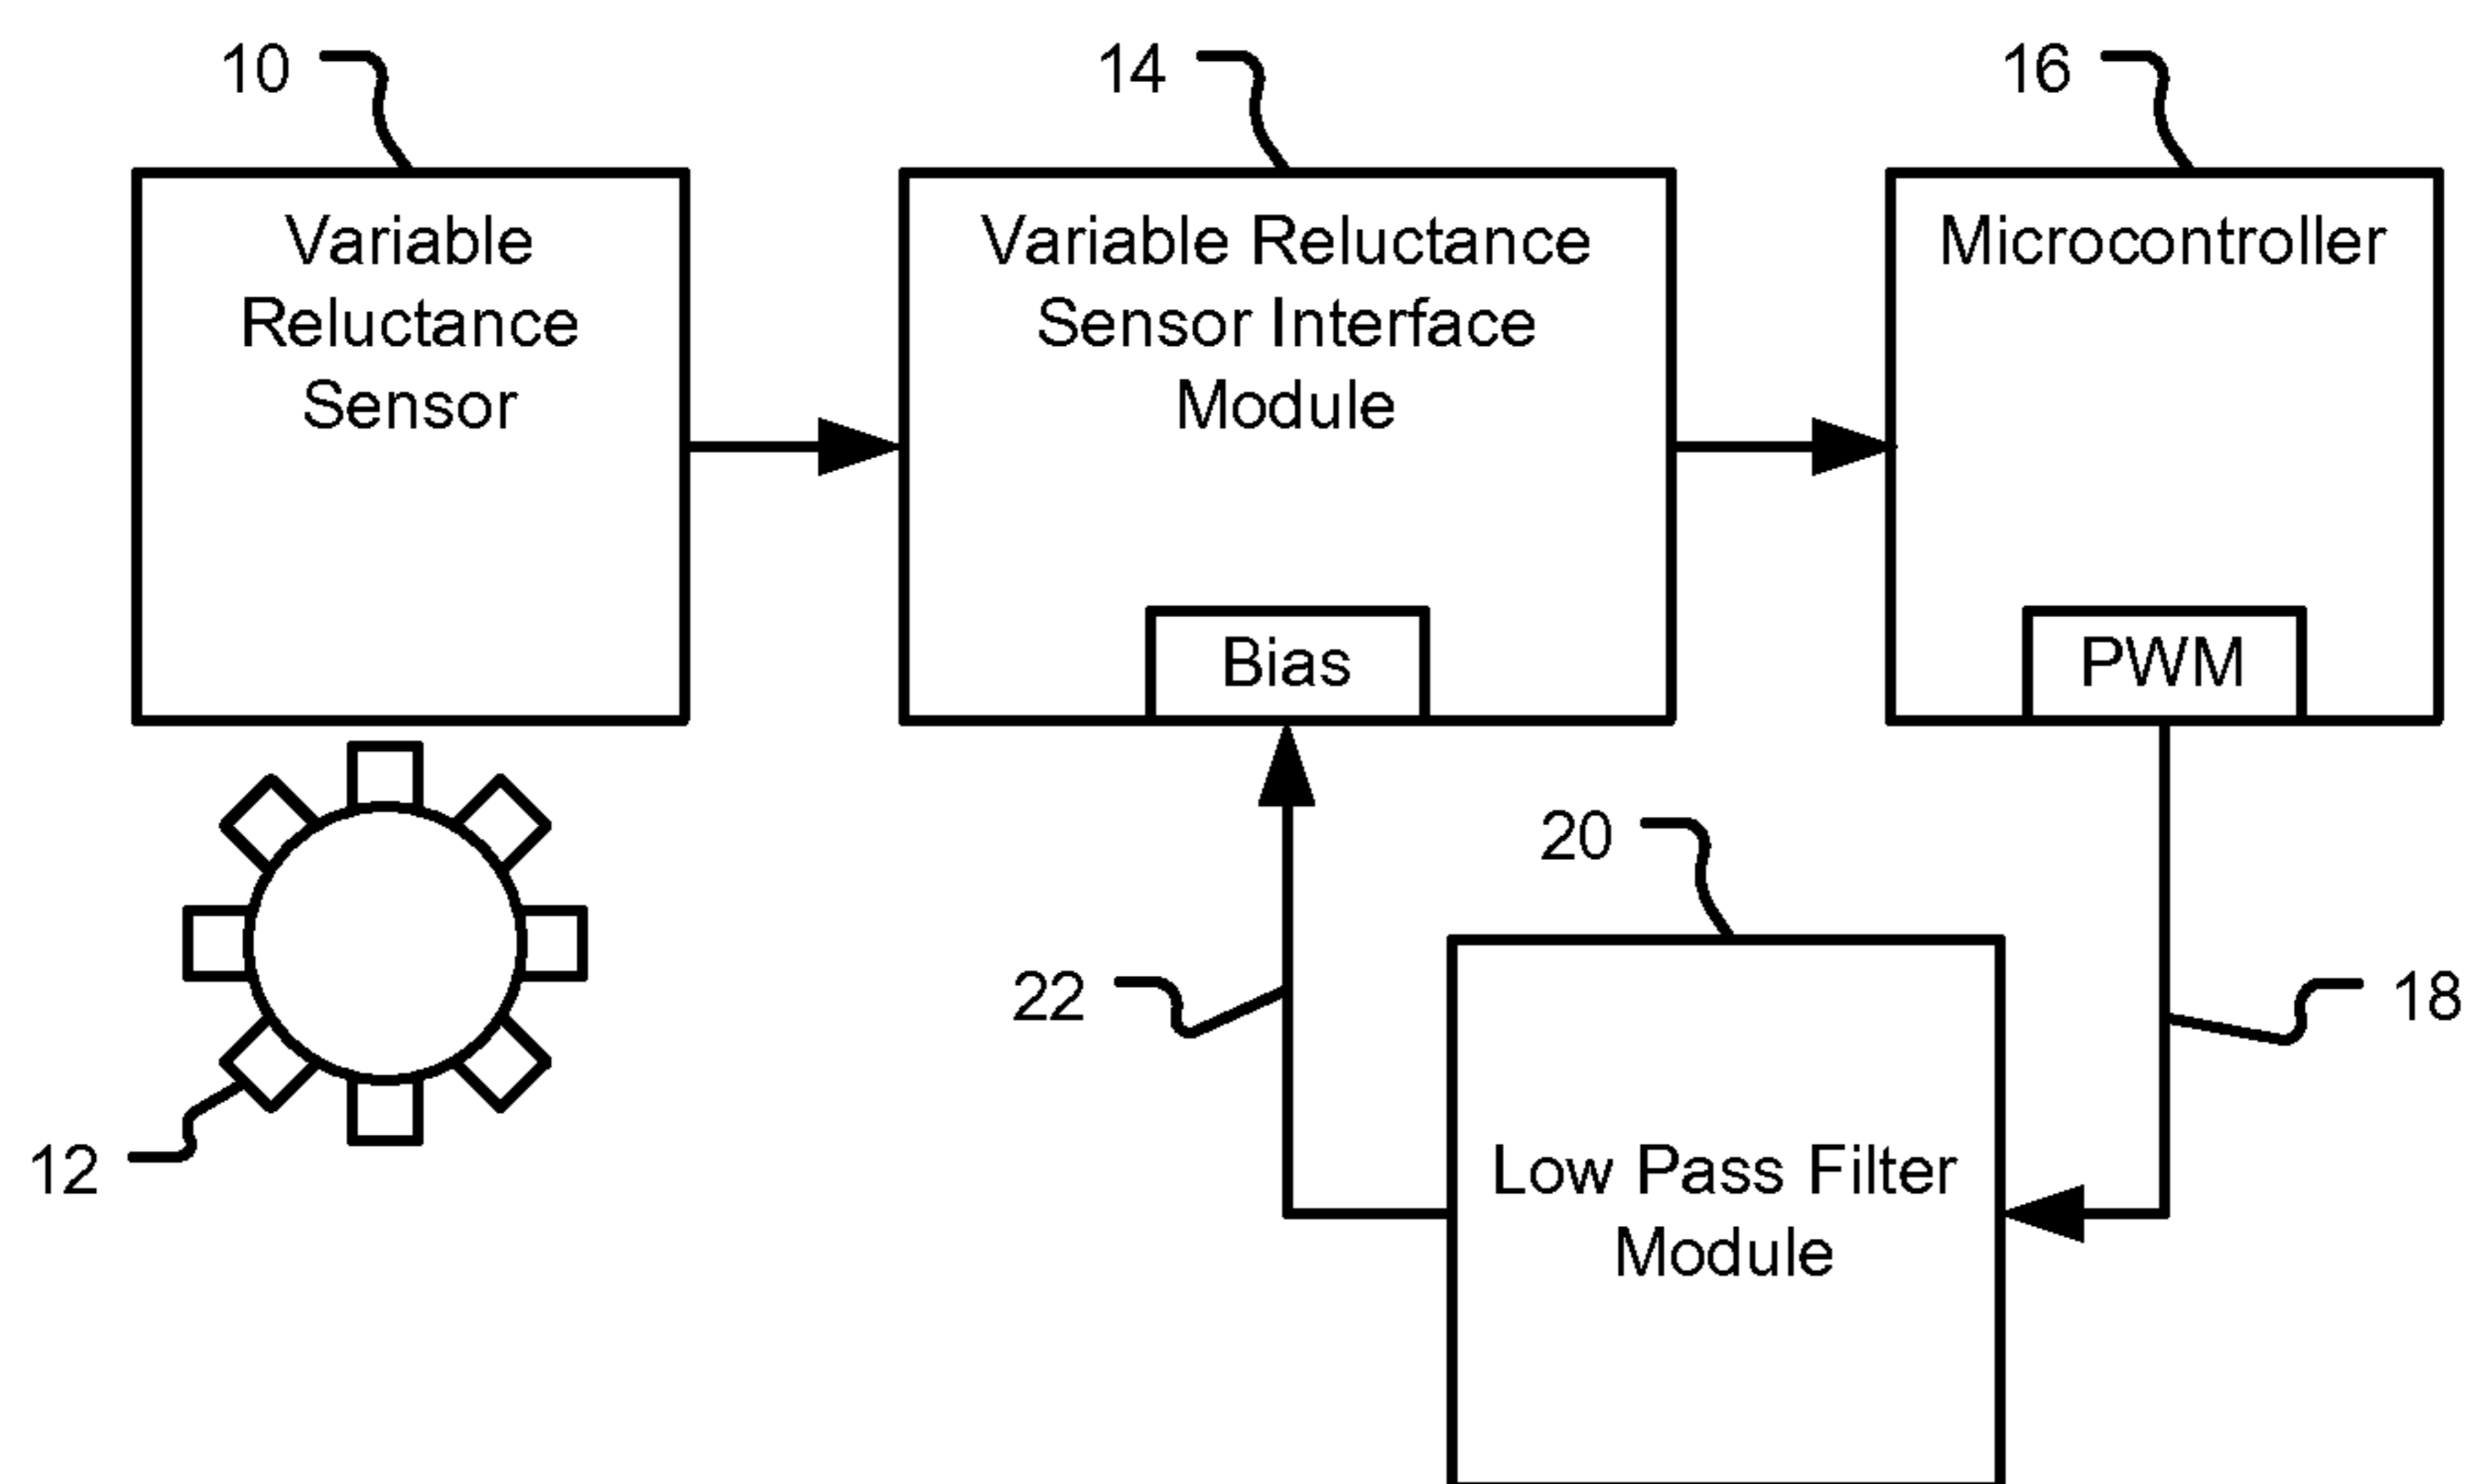 10
14
16
Variable
Reluctance
Sensor
Variable Reluctance
Sensor Interface
Module
Microcontroller
Bias
PWM
20
22
18
12
Low Pass Filter
Module